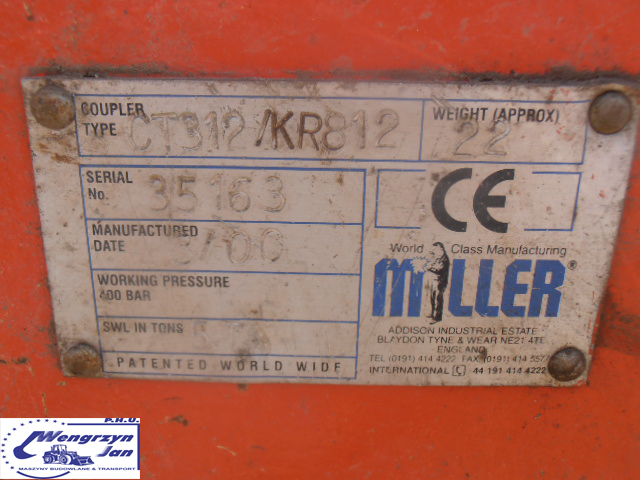 COUPLER TYPE CT312/KR812 WEIGHT (APPROX) 22
SERIAL No. 35163
MANUFACTURED DATE /00
CE
WORKING PRESSURE 400 BAR
SWL IN TONS
PATENTED WORLD WIDE
World Class Manufacturing
MILLER®
ADDISON INDUSTRIAL ESTATE
BLAYDON TYNE & WEAR NE21 4TE
ENGLAND
TEL (0191) 414 4222 FAX (0191) 414 5577
INTERNATIONAL 44 191 414 4222
P.H.U.
Wengrzyn
Jan
MASZYNY BUDOWLANE & TRANSPORT